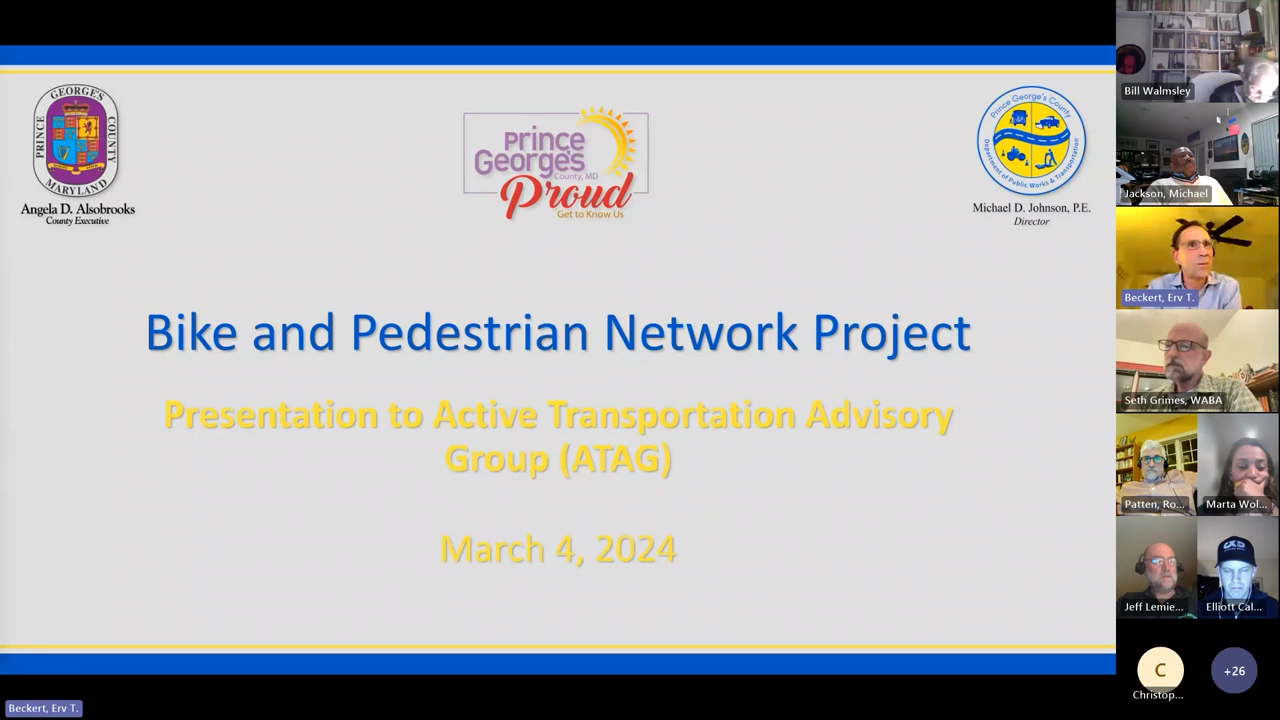 GEORGE'S
PRINCE
COUNTY
MARYLAND
Angela D. Alsobrooks
County Executive
Prince
George's
County, MD
Proud
Get to Know Us
Prince George's County
Department of Public Works & Transportation
Michael D. Johnson, P.E.
Director
Bike and Pedestrian Network Project
Presentation to Active Transportation Advisory
Group (ATAG)
March 4, 2024
Beckert, Erv T.
Bill Walmsley
Jackson, Michael
Beckert, Erv T.
Seth Grimes, WABA
Patten, Ro...
Marta Wol...
Jeff Lemie...
Elliott Cal...
C
Christop...
+26